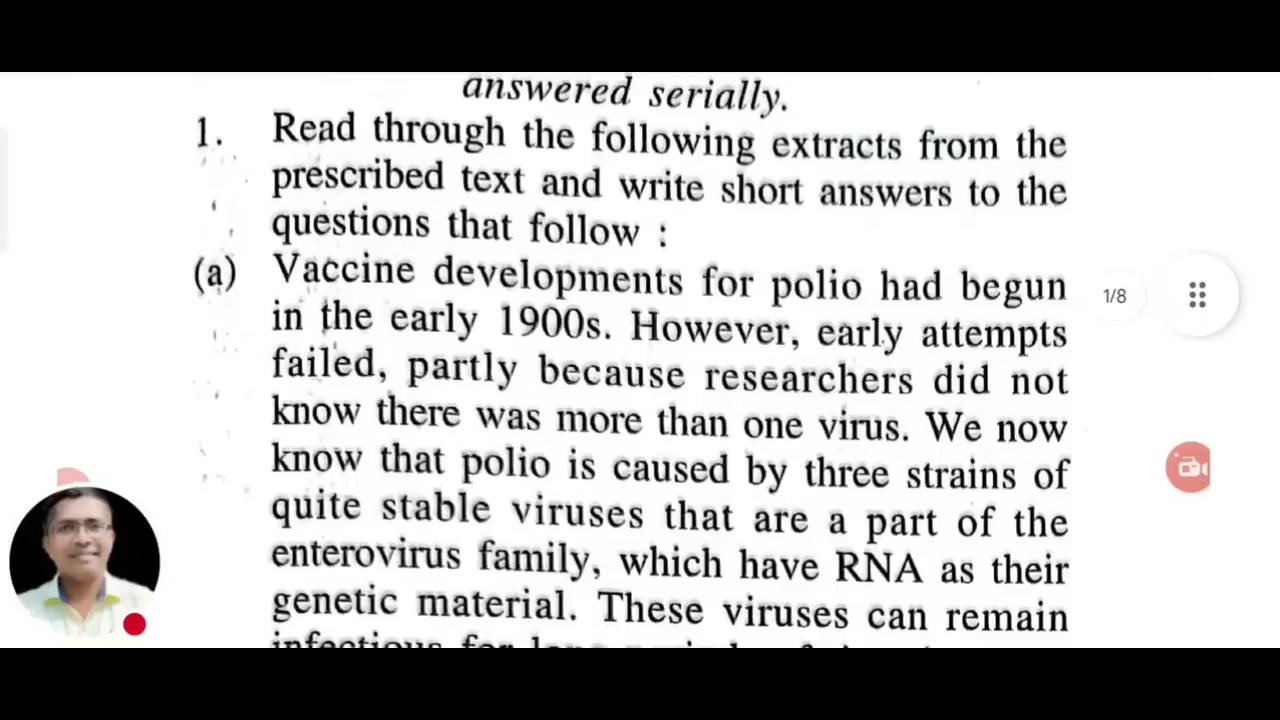 answered serially.
1. Read through the following extracts from the
prescribed text and write short answers to the
questions that follow :
(a) Vaccine developments for polio had begun
in the early 1900s. However, early attempts
failed, partly because researchers did not
know there was more than one virus. We now
know that polio is caused by three strains of
quite stable viruses that are a part of the
enterovirus family, which have RNA as their
genetic material. These viruses can remain
infectious for
1/8